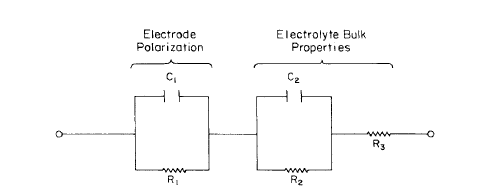 Electrode
Polarization
Electrolyte Bulk
Properties
C₁
C₂
R₁
R₂
R₃